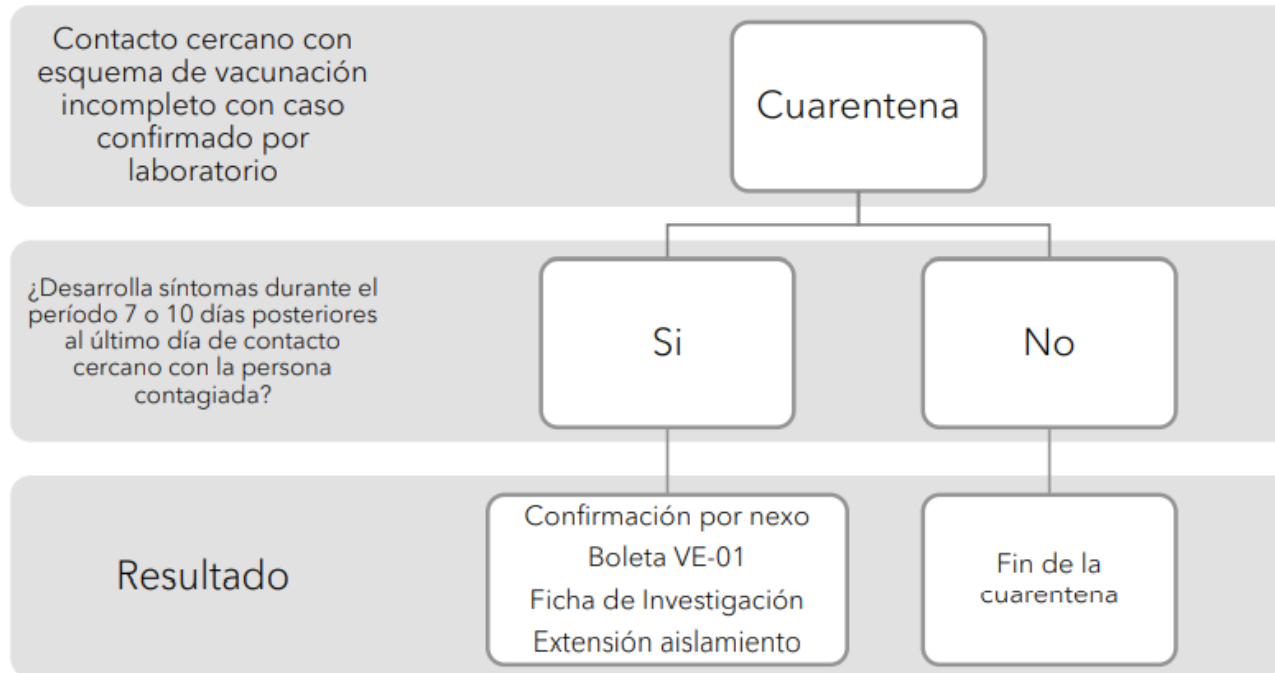 Contacto cercano con
esquema de vacunación
incompleto con caso
confirmado por
laboratorio
Cuarentena
¿Desarrolla síntomas durante el
período 7 o 10 días posteriores
al último día de contacto
cercano con la persona
contagiada?
Si
No
Resultado
Confirmación por nexo
Boleta VE-01
Ficha de Investigación
Extensión aislamiento
Fin de la
cuarentena